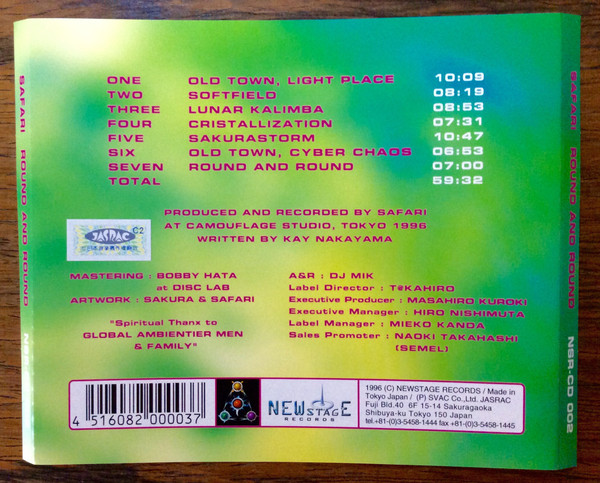 ONE OLD TOWN, LIGHT PLACE 10:09
TWO SOFTFIELD 08:19
THREE LUNAR KALIMBA 08:53
FOUR CRISTALLIZATION 07:31
FIVE SAKURASTORM 10:47
SIX OLD TOWN, CYBER CHAOS 06:53
SEVEN ROUND AND ROUND 07:00
TOTAL 59:32
PRODUCED AND RECORDED BY SAFARI
AT CAMOUFLAGE STUDIO, TOKYO 1996
WRITTEN BY KAY NAKAYAMA
JASRAC C2
MASTERING : BOBBY HATA
at DISC LAB
ARTWORK : SAKURA & SAFARI
"Spiritual Thanx to
GLOBAL AMBIENTIER MEN
& FAMILY"
A&R : DJ MIK
Label Director : T@KAHIRO
Executive Producer : MASAHIRO KUROKI
Executive Manager : HIRO NISHIMUTA
Label Manager : MIEKO KANDA
Sales Promoter : NAOKI TAKAHASHI
(SEMEL)
4 516082 000037
NEWSTAGE
RECORDS
1996 (C) NEWSTAGE RECORDS / Made in
Tokyo Japan / (P) SVAC Co.,Ltd. JASRAC
Fuji Bld.40 6F 15-14 Sakuragaoka
Shibuya-ku Tokyo 150 Japan
tel.+81-(0)3-5458-1444 fax +81-(0)3-5458-1445
SAFARI ROUND AND ROUND NSR-CD 002
SAFARI ROUND AND ROUND NSR-CD 002